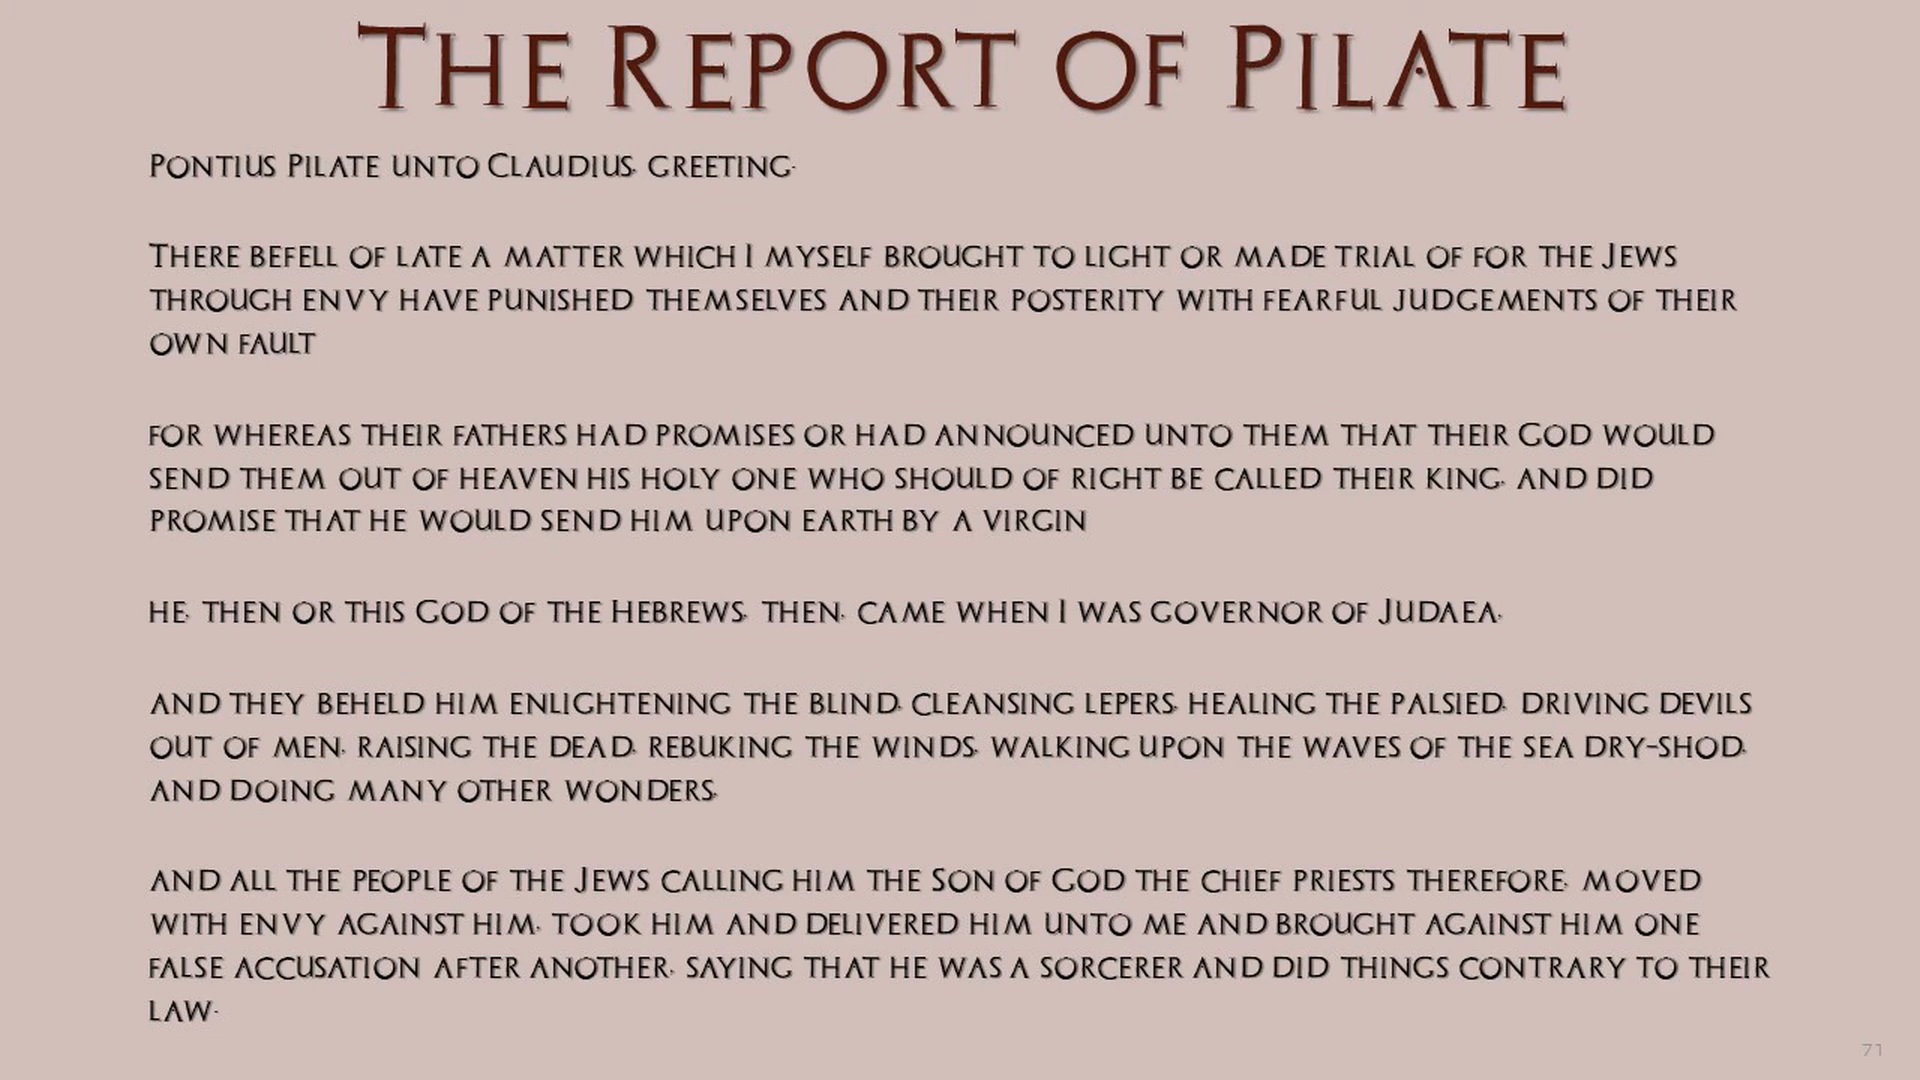 The Report of Pilate
Pontius Pilate unto Claudius, greeting.
There befell of late a matter which I myself brought to light or made trial of for the Jews
through envy have punished themselves and their posterity with fearful judgements of their
own fault
for whereas their fathers had promises or had announced unto them that their God would
send them out of heaven his holy one who should of right be called their king, and did
promise that he would send him upon earth by a virgin
he, then or this God of the Hebrews, then, came when I was governor of Judaea,
and they beheld him enlightening the blind, cleansing lepers, healing the palsied, driving devils
out of men, raising the dead, rebuking the winds, walking upon the waves of the sea dry-shod,
and doing many other wonders,
and all the people of the Jews calling him the Son of God the chief priests therefore, moved
with envy against him, took him and delivered him unto me and brought against him one
false accusation after another, saying that he was a sorcerer and did things contrary to their
law.
71